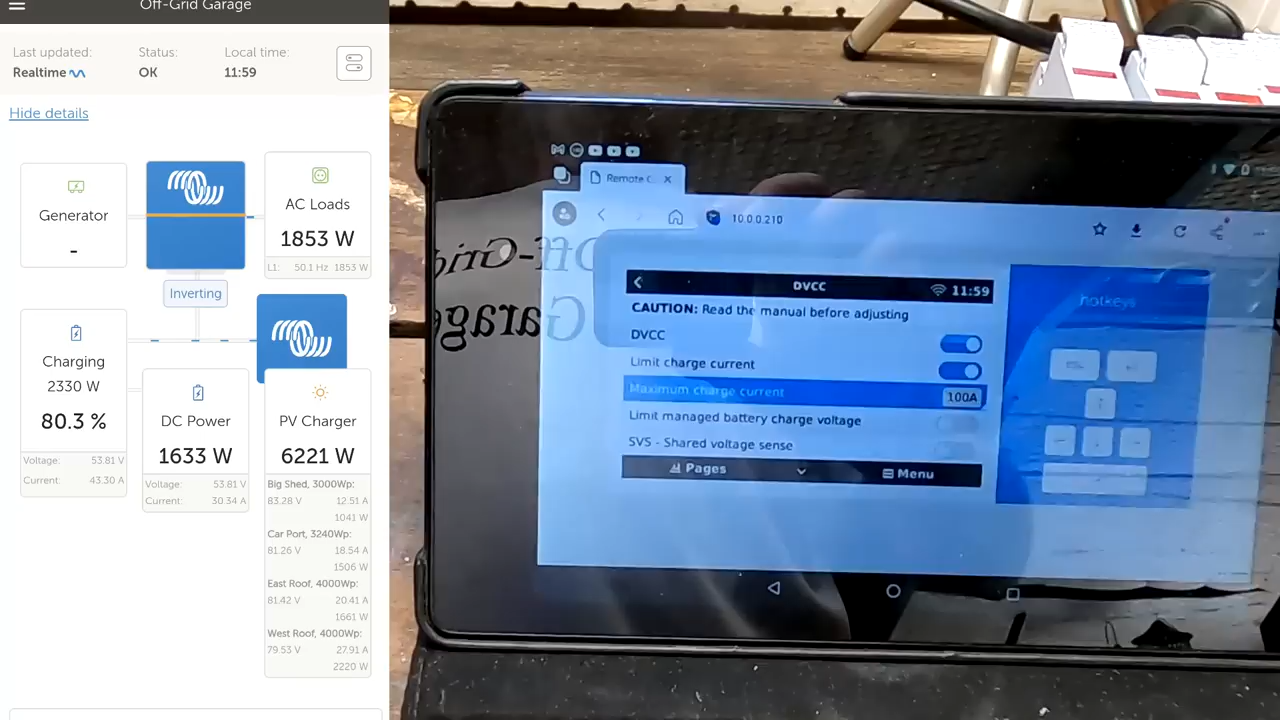 Off-Grid Garage
Last updated:
Realtime
Status:
OK
Local time:
11:59
Hide details
Generator
-
AC Loads
1853 W
L1: 50.1 Hz 1853 W
Inverting
Charging
2330 W
80.3 %
Voltage: 53.81 V
Current: 43.30 A
DC Power
1633 W
Voltage: 53.81 V
Current: 30.34 A
PV Charger
6221 W
Big Shed, 3000Wp:
83.28 V 12.51 A
1041 W
Car Port, 3240Wp:
81.26 V 18.54 A
1506 W
East Roof, 4000Wp:
81.42 V 20.41 A
1661 W
West Roof, 4000Wp:
79.53 V 27.91 A
2220 W
Remote C
10.0.0.210
DVCC
11:59
CAUTION: Read the manual before adjusting
DVCC
Limit charge current
Maximum charge current 100A
Limit managed battery charge voltage
SVS - Shared voltage sense
Pages
Menu
hotkeys
Off-Grid
Garage